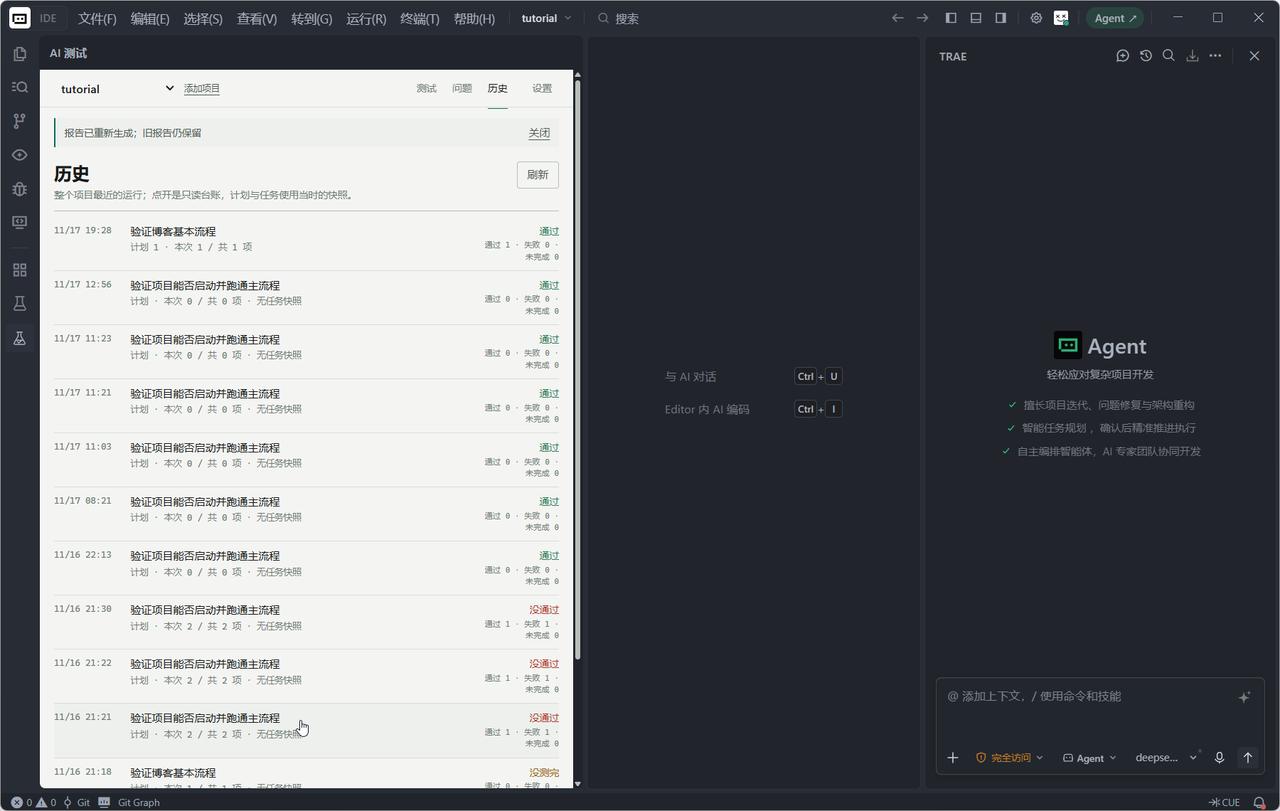 IDE 文件(F) 编辑(E) 选择(S) 查看(V) 转到(G) 运行(R) 终端(T) 帮助(H) tutorial 搜索 Agent ↗
AI 测试
tutorial 添加项目 测试 问题 历史 设置
报告已重新生成；旧报告仍保留 关闭
历史 刷新
整个项目最近的运行；点开是只读台账，计划与任务使用当时的快照。
11/17 19:28 验证博客基本流程 通过
计划 1 · 本次 1 / 共 1 项 通过 1 · 失败 0 ·
未完成 0
11/17 12:56 验证项目能否启动并跑通主流程 通过
计划 · 本次 0 / 共 0 项 · 无任务快照 通过 0 · 失败 0 ·
未完成 0
11/17 11:23 验证项目能否启动并跑通主流程 通过
计划 · 本次 0 / 共 0 项 · 无任务快照 通过 0 · 失败 0 ·
未完成 0
11/17 11:21 验证项目能否启动并跑通主流程 通过
计划 · 本次 0 / 共 0 项 · 无任务快照 通过 0 · 失败 0 ·
未完成 0
11/17 11:03 验证项目能否启动并跑通主流程 通过
计划 · 本次 0 / 共 0 项 · 无任务快照 通过 0 · 失败 0 ·
未完成 0
11/17 08:21 验证项目能否启动并跑通主流程 通过
计划 · 本次 0 / 共 0 项 · 无任务快照 通过 0 · 失败 0 ·
未完成 0
11/16 22:13 验证项目能否启动并跑通主流程 通过
计划 · 本次 0 / 共 0 项 · 无任务快照 通过 0 · 失败 0 ·
未完成 0
11/16 21:30 验证项目能否启动并跑通主流程 没通过
计划 · 本次 2 / 共 2 项 · 无任务快照 通过 1 · 失败 1 ·
未完成 0
11/16 21:22 验证项目能否启动并跑通主流程 没通过
计划 · 本次 2 / 共 2 项 · 无任务快照 通过 1 · 失败 1 ·
未完成 0
11/16 21:21 验证项目能否启动并跑通主流程 没通过
计划 · 本次 2 / 共 2 项 · 无任务快照 通过 1 · 失败 1 ·
未完成 0
11/16 21:18 验证博客基本流程 没测完
计划 · 本次 1 / 共 1 项 · 无任务快照 通过 0 · 失败 0 ·
与 AI 对话 Ctrl + U
Editor 内 AI 编码 Ctrl + I
TRAE
Agent
轻松应对复杂项目开发
擅长项目迭代、问题修复与架构重构
智能任务规划，确认后精准推进执行
自主编排智能体，AI 专家团队协同开发
@ 添加上下文，/ 使用命令和技能
完全访问 Agent deepse...
0 0 Git Git Graph CUE